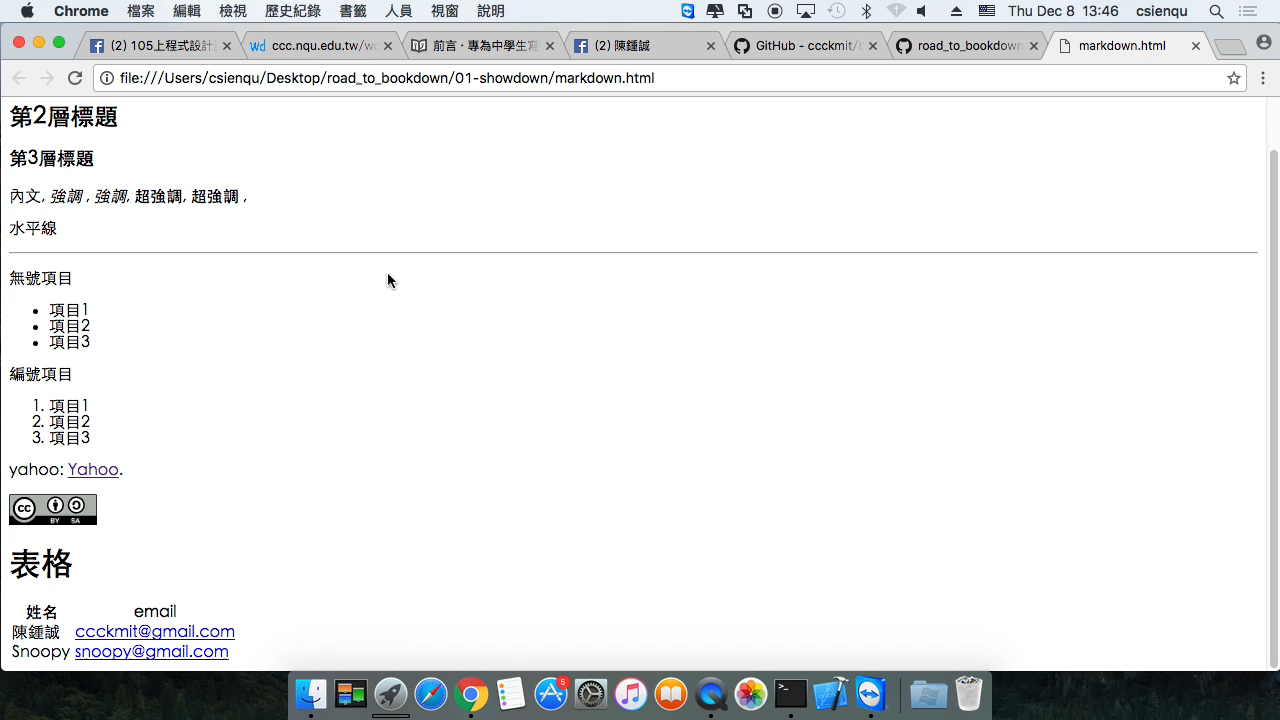 Chrome 檔案 編輯 檢視 歷史紀錄 書籤 人員 視窗 說明 Thu Dec 8 13:46 csienqu
(2) 105上程式設計 ccc.nqu.edu.tw/w 前言 · 專為中學生寫 (2) 陳鍾誠 GitHub - ccckmit/ road_to_bookdown markdown.html
file:///Users/csienqu/Desktop/road_to_bookdown/01-showdown/markdown.html
第2層標題
第3層標題
內文, 強調 , 強調, 超強調, 超強調 ,
水平線
無號項目
• 項目1
• 項目2
• 項目3
編號項目
1. 項目1
2. 項目2
3. 項目3
yahoo: Yahoo.
cc BY SA
表格
姓名 email
陳鍾誠 ccckmit@gmail.com
Snoopy snoopy@gmail.com
6